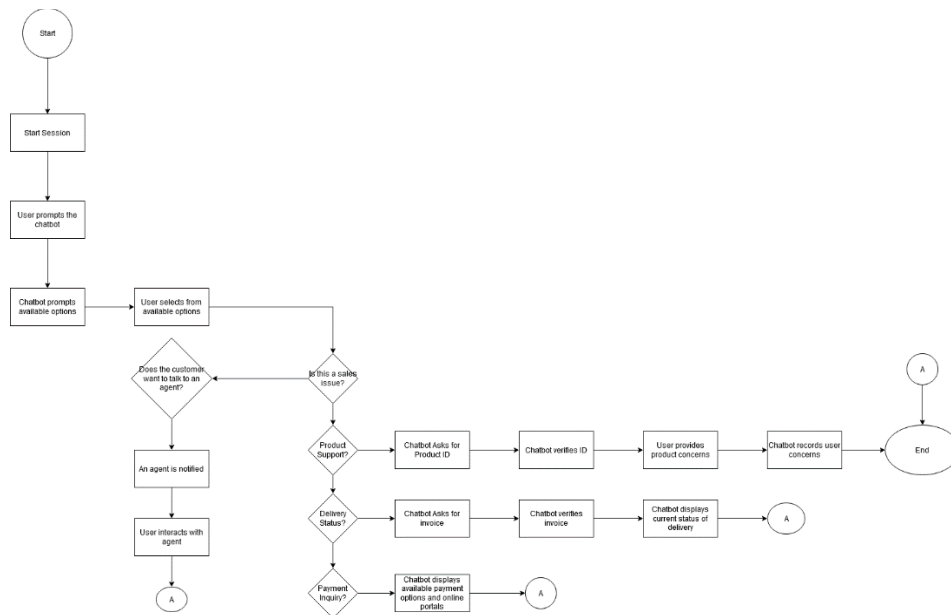 Start
Start Session
User prompts the
chatbot
Chatbot prompts
available options
User selects from
available options
Does the customer
want to talk to an
agent?
Is this a sales
issue?
A
Product
Support?
Chatbot Asks for
Product ID
Chatbot verifies ID
User provides
product concerns
Chatbot records user
concerns
End
An agent is notified
Delivery
Status?
Chatbot Asks for
invoice
Chatbot verifies
invoice
Chatbot displays
current status of
delivery
A
User interacts with
agent
A
Payment
Inquiry?
Chatbot displays
available payment
options and online
portals
A